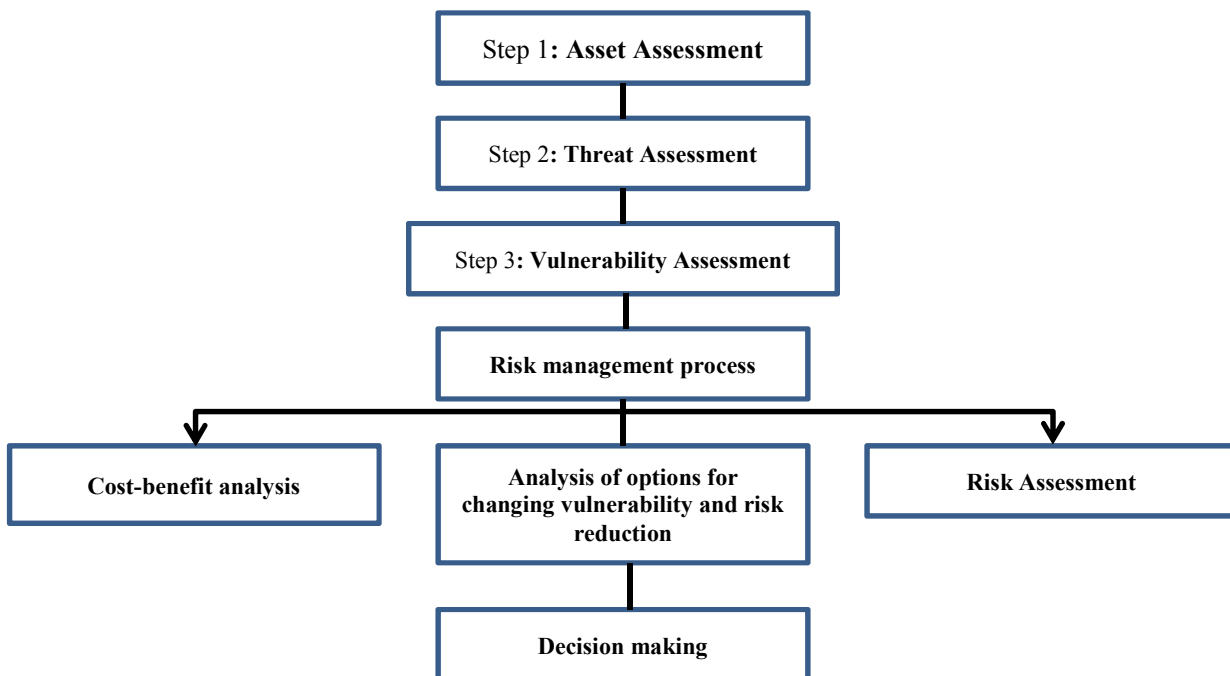 Step 1: Asset Assessment
Step 2: Threat Assessment
Step 3: Vulnerability Assessment
Risk management process
Cost-benefit analysis
Analysis of options for
changing vulnerability and risk
reduction
Risk Assessment
Decision making